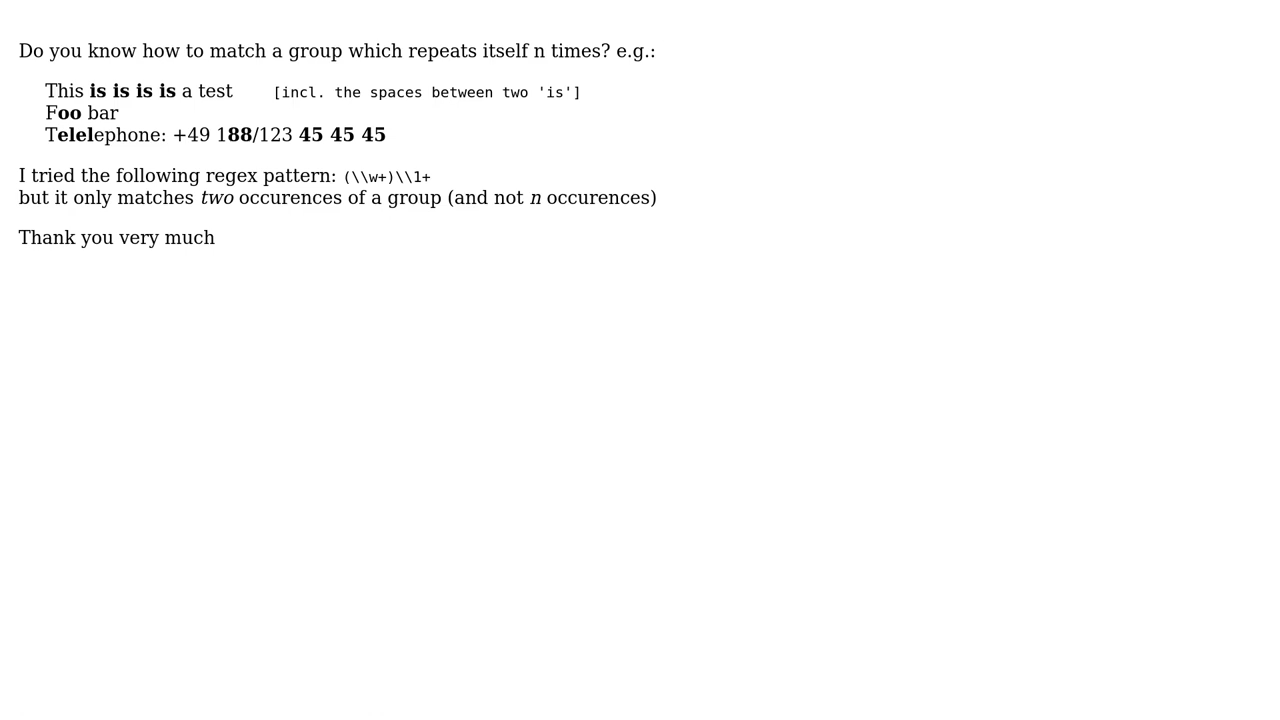 Do you know how to match a group which repeats itself n times? e.g.:
This is is is is a test [incl. the spaces between two 'is']
Foo bar
Telelephone: +49 188/123 45 45 45
I tried the following regex pattern: (\\w+)\\1+
but it only matches two occurences of a group (and not n occurences)
Thank you very much